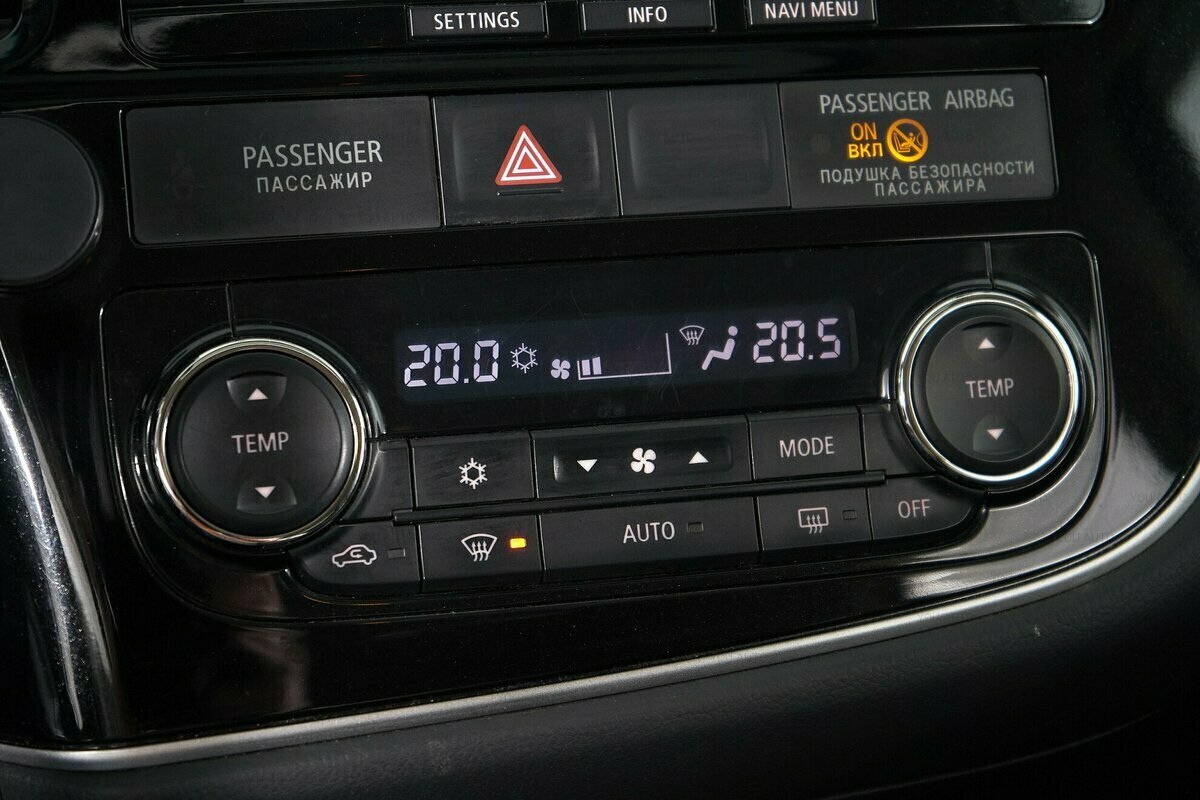 SETTINGS
INFO
NAVI MENU
PASSENGER
ПАССАЖИР
PASSENGER AIRBAG
ON
ВКЛ
ПОДУШКА БЕЗОПАСНОСТИ
ПАССАЖИРА
20.0
20.5
TEMP
TEMP
MODE
AUTO
OFF